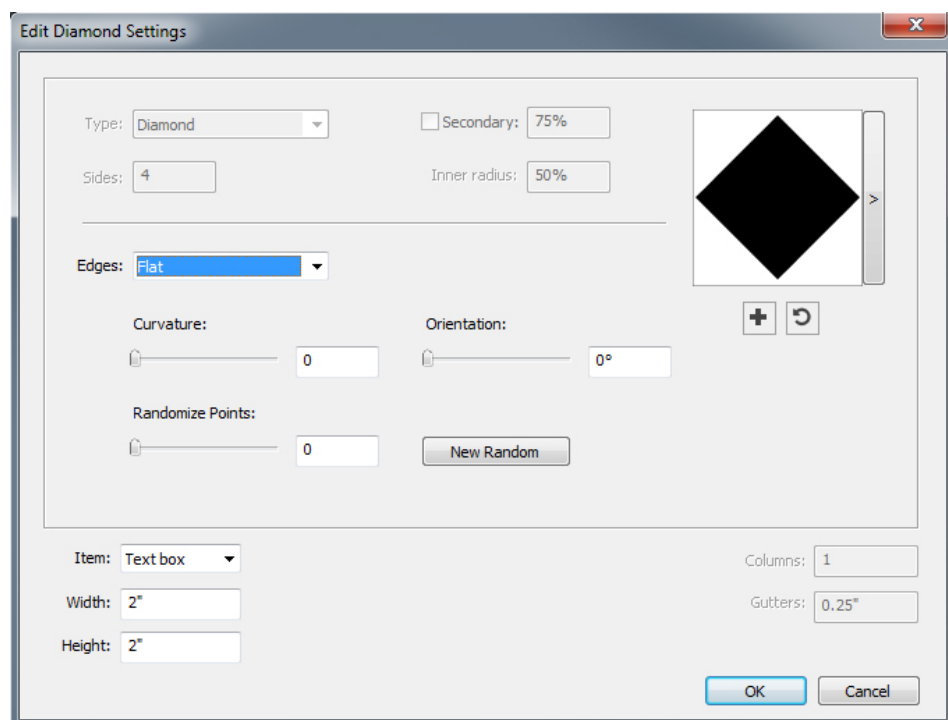 Edit Diamond Settings
Type: Diamond
Secondary: 75%
Sides: 4
Inner radius: 50%
>
Edges: Flat
Curvature:
Orientation:
0
0°
Randomize Points:
0
New Random
Item: Text box
Columns: 1
Width: 2"
Gutters: 0.25"
Height: 2"
OK
Cancel